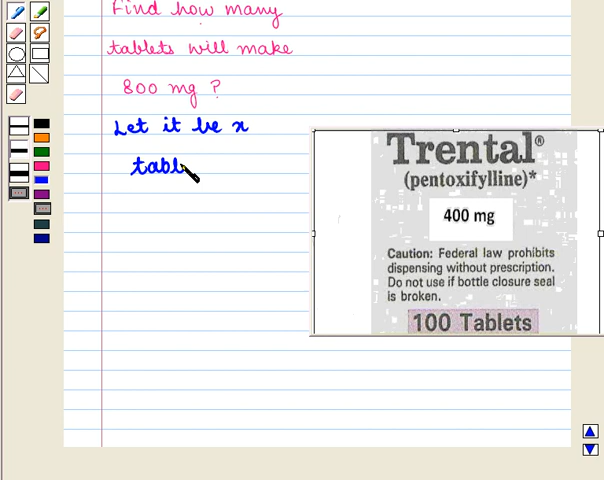 Find how many
tablets will make
800 mg ?
Let it be x
tabl
Trental®
(pentoxifylline)*
400 mg
Caution: Federal law prohibits
dispensing without prescription.
Do not use if bottle closure seal
is broken.
100 Tablets